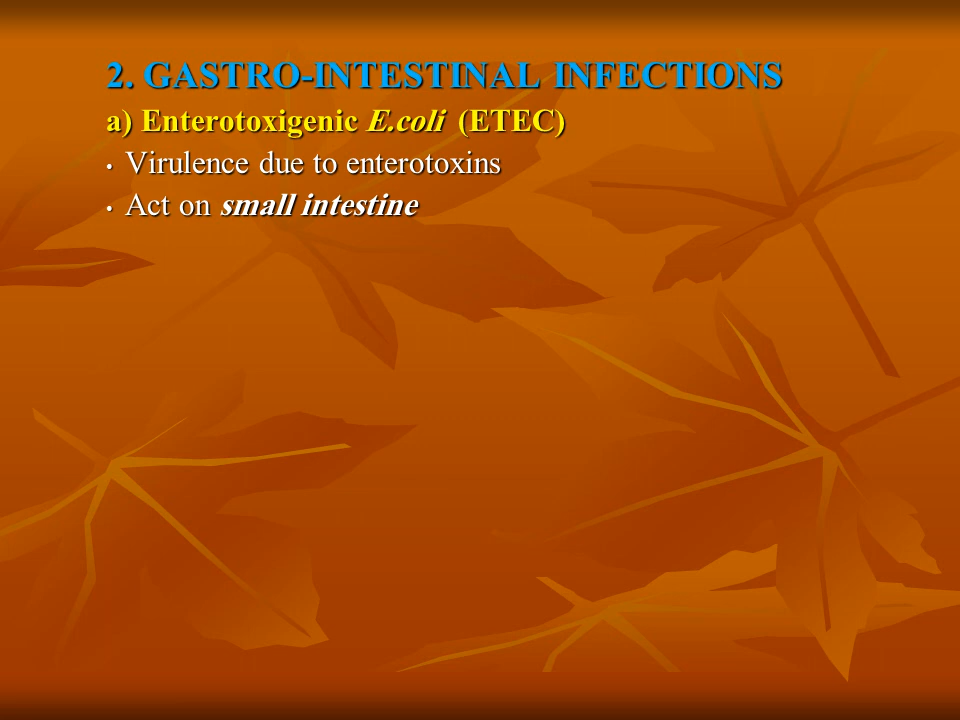 2. GASTRO-INTESTINAL INFECTIONS
a) Enterotoxigenic E.coli (ETEC)
• Virulence due to enterotoxins
• Act on small intestine